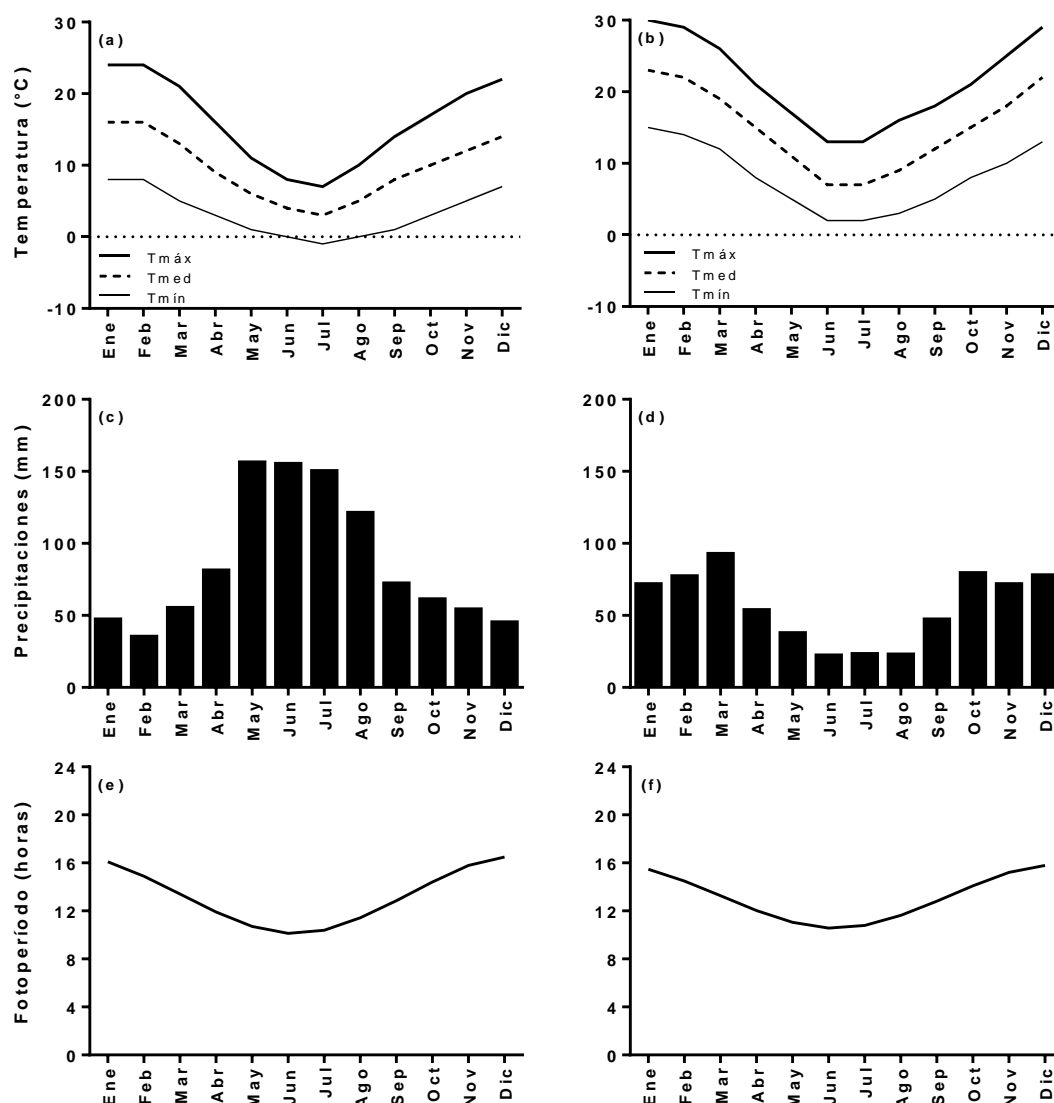 Temperatura (°C)
30
20
10
0
-10
(a)
Tmáx
Tmed
Tmín
Ene
Feb
Mar
Abr
May
Jun
Jul
Ago
Sep
Oct
Nov
Dic
30
20
10
0
-10
(b)
Tmáx
Tmed
Tmín
Ene
Feb
Mar
Abr
May
Jun
Jul
Ago
Sep
Oct
Nov
Dic
Precipitaciones (mm)
200
150
100
50
0
(c)
Ene
Feb
Mar
Abr
May
Jun
Jul
Ago
Sep
Oct
Nov
Dic
200
150
100
50
0
(d)
Ene
Feb
Mar
Abr
May
Jun
Jul
Ago
Sep
Oct
Nov
Dic
Fotoperíodo (horas)
24
20
16
12
8
4
0
(e)
Ene
Feb
Mar
Abr
May
Jun
Jul
Ago
Sep
Oct
Nov
Dic
24
20
16
12
8
4
0
(f)
Ene
Feb
Mar
Abr
May
Jun
Jul
Ago
Sep
Oct
Nov
Dic